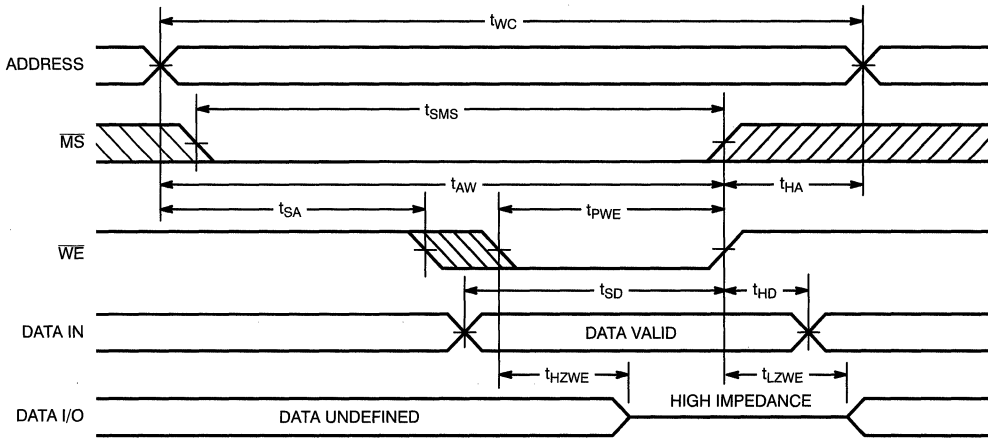 tWC
ADDRESS
tSMS
MS
tAW
tHA
tSA
tPWE
WE
tSD
tHD
DATA IN
DATA VALID
tHZWE
tLZWE
HIGH IMPEDANCE
DATA I/O
DATA UNDEFINED